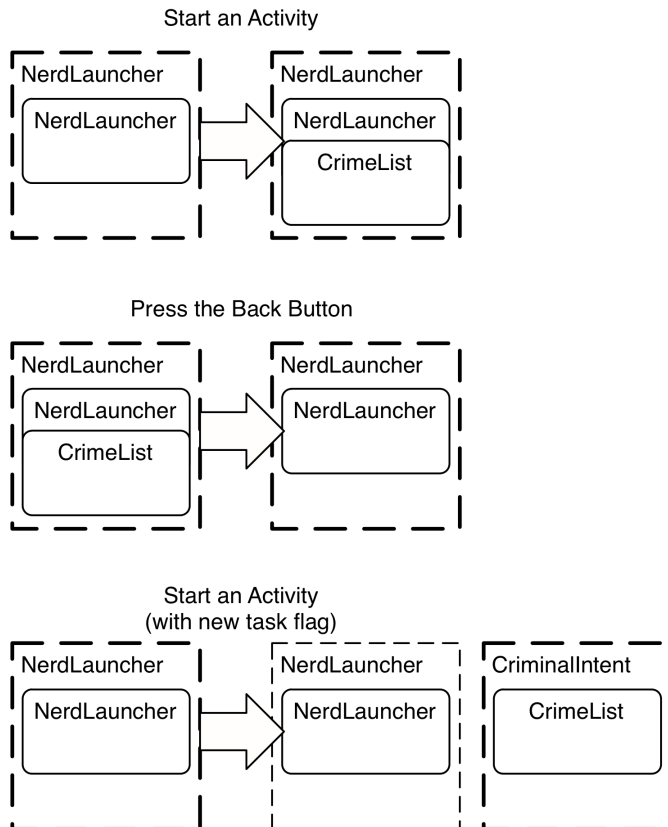 Start an Activity
NerdLauncher
NerdLauncher
NerdLauncher
NerdLauncher
CrimeList
Press the Back Button
NerdLauncher
NerdLauncher
CrimeList
NerdLauncher
NerdLauncher
Start an Activity
(with new task flag)
NerdLauncher
NerdLauncher
NerdLauncher
NerdLauncher
CriminalIntent
CrimeList